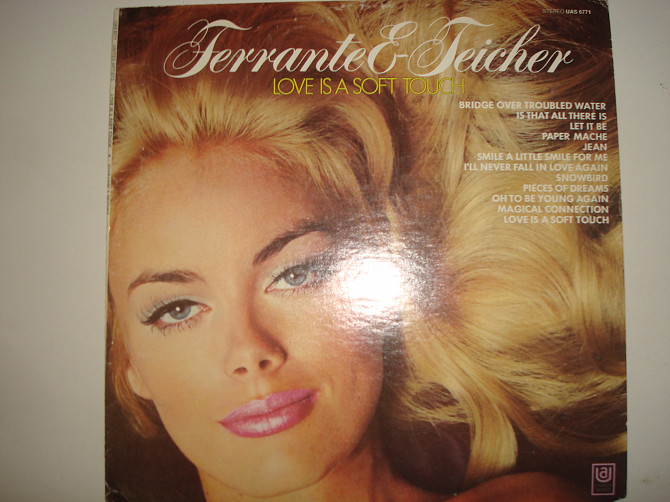 STEREO UAS 6771
Ferrante & Teicher
LOVE IS A SOFT TOUCH
BRIDGE OVER TROUBLED WATER
IS THAT ALL THERE IS
LET IT BE
PAPER MACHE
JEAN
SMILE A LITTLE SMILE FOR ME
I'LL NEVER FALL IN LOVE AGAIN
SNOWBIRD
PIECES OF DREAMS
OH TO BE YOUNG AGAIN
MAGICAL CONNECTION
LOVE IS A SOFT TOUCH